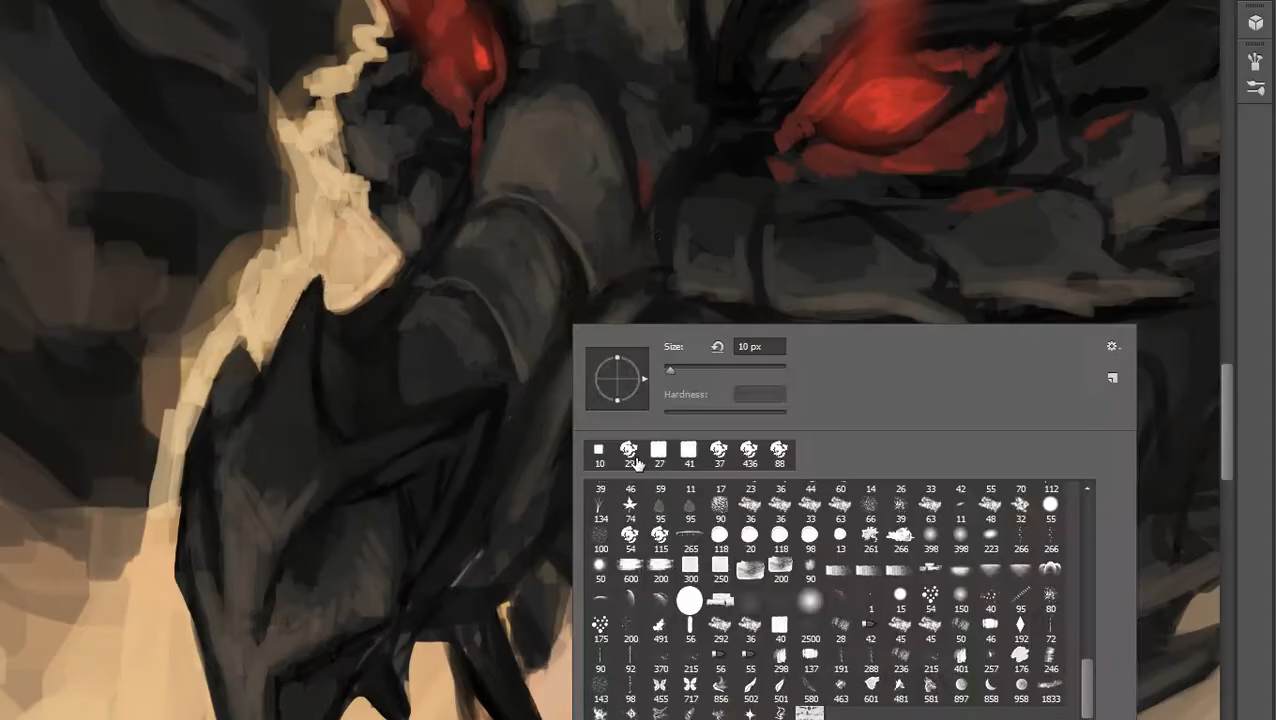 Size: 10 px
Hardness:
10 27 41 37 436 88
39 46 59 11 17 23 36 44 60 14 26 33 42 55 70 112
134 74 95 95 90 36 36 33 63 66 39 63 11 48 32 55
100 54 115 265 118 20 118 98 13 261 266 398 398 223 266 266
50 600 200 300 250 200 90
1 15 54 150 40 95 80
175 200 491 56 292 36 40 2500 28 42 45 45 50 46 192 72
90 92 370 215 56 55 298 137 191 288 236 215 401 257 176 246
143 98 455 717 856 502 501 580 463 601 481 581 897 858 958 1833